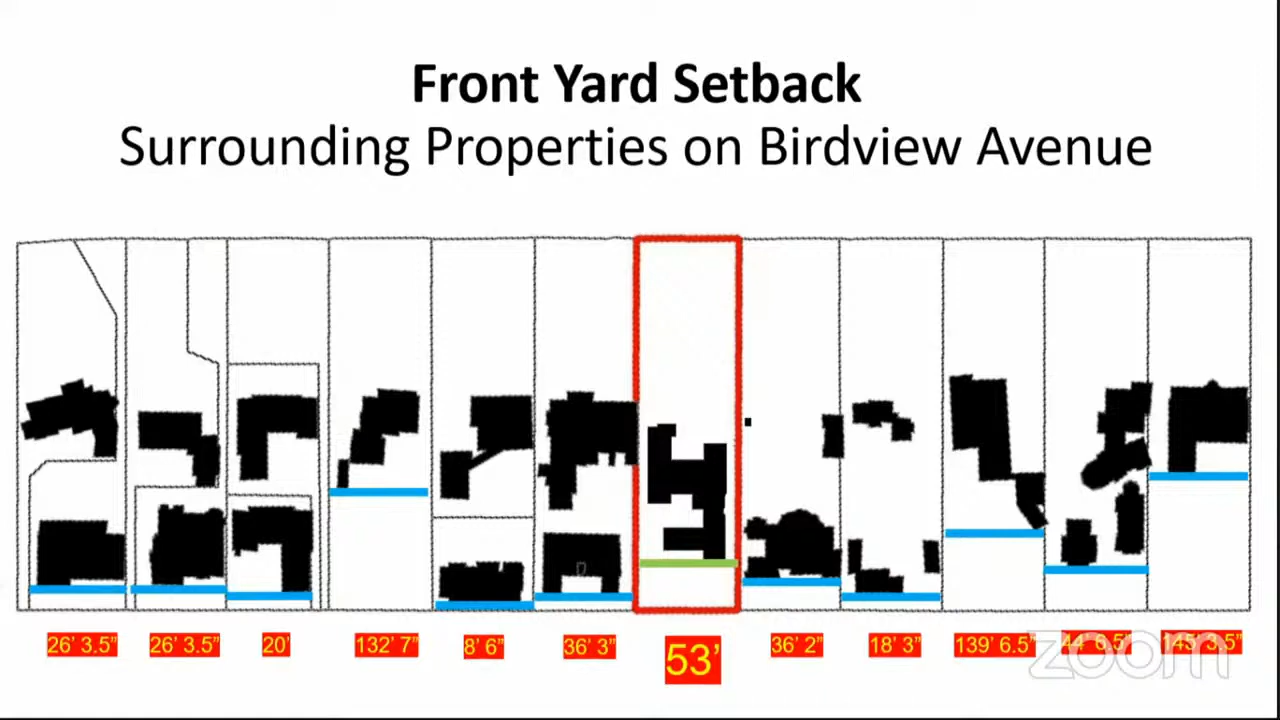 Front Yard Setback
Surrounding Properties on Birdview Avenue
26’ 3.5” 26’ 3.5” 20’ 132’ 7” 8’ 6” 36’ 3” 53’ 36’ 2” 18’ 3” 139’ 6.5” 44’ 6.5” 145’ 3.5”
zoom